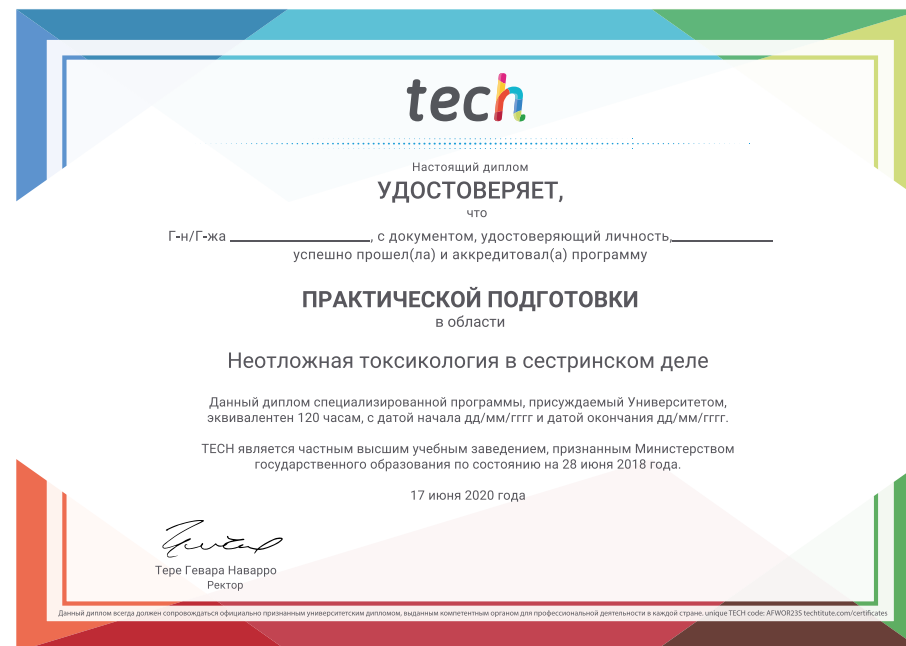 tech
Настоящий диплом
УДОСТОВЕРЯЕТ,
что
Г-н/Г-жа ____________________, с документом, удостоверяющий личность,______________
успешно прошел(ла) и аккредитовал(а) программу
ПРАКТИЧЕСКОЙ ПОДГОТОВКИ
в области
Неотложная токсикология в сестринском деле
Данный диплом специализированной программы, присуждаемый Университетом,
эквивалентен 120 часам, с датой начала дд/мм/гггг и датой окончания дд/мм/гггг.
TECH является частным высшим учебным заведением, признанным Министерством
государственного образования по состоянию на 28 июня 2018 года.
17 июня 2020 года
Тере Гевара Наварро
Ректор
Данный диплом всегда должен сопровождаться официально признанным университетским дипломом, выданным компетентным органом для профессиональной деятельности в каждой стране. unique TECH code: AFWOR23S techtitute.com/certificates